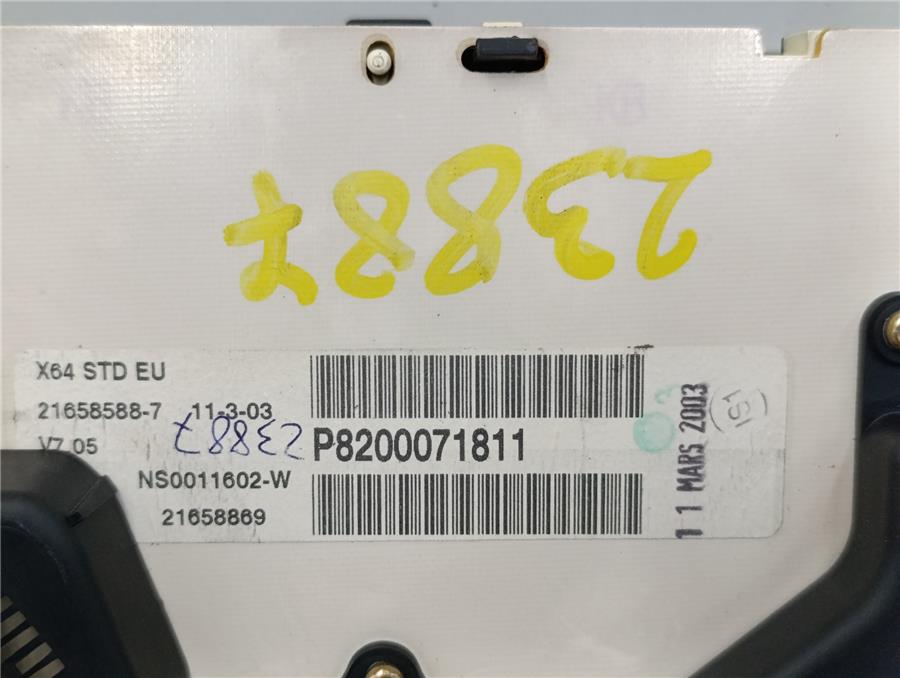 23887
X64 STD EU
21658588-7 11-3-03
V7.05
23887
P8200071811
NS0011602-W
21658869
11 MARS 2003